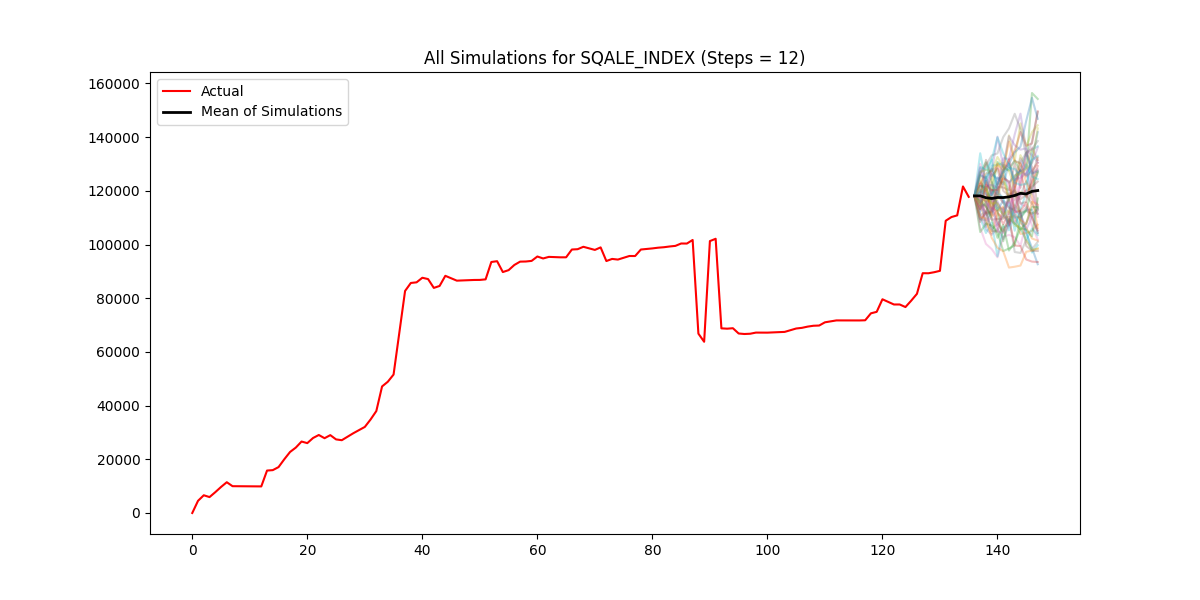 All Simulations for SQALE_INDEX (Steps = 12)
Actual
Mean of Simulations
160000
140000
120000
100000
80000
60000
40000
20000
0
0 20 40 60 80 100 120 140